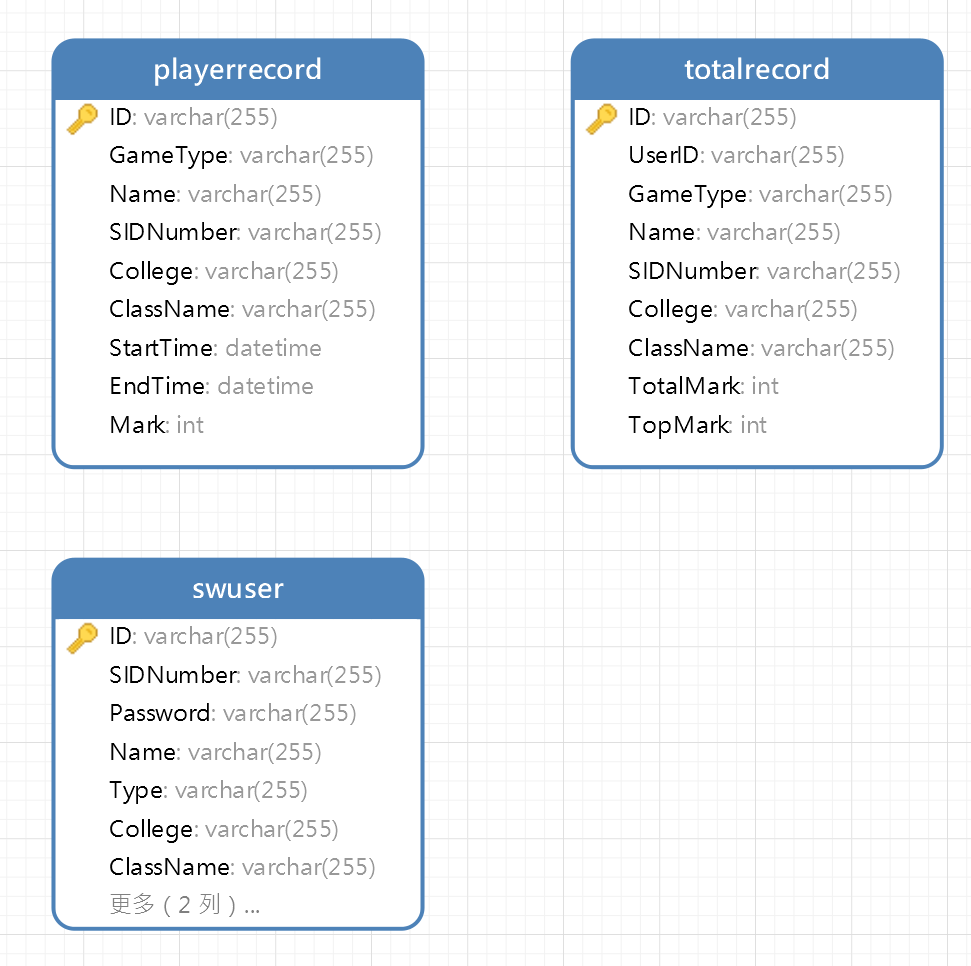 playerrecord
ID: varchar(255)
GameType: varchar(255)
Name: varchar(255)
SIDNumber: varchar(255)
College: varchar(255)
ClassName: varchar(255)
StartTime: datetime
EndTime: datetime
Mark: int
totalrecord
ID: varchar(255)
UserID: varchar(255)
GameType: varchar(255)
Name: varchar(255)
SIDNumber: varchar(255)
College: varchar(255)
ClassName: varchar(255)
TotalMark: int
TopMark: int
swuser
ID: varchar(255)
SIDNumber: varchar(255)
Password: varchar(255)
Name: varchar(255)
Type: varchar(255)
College: varchar(255)
ClassName: varchar(255)
更多 ( 2 列 ) ...